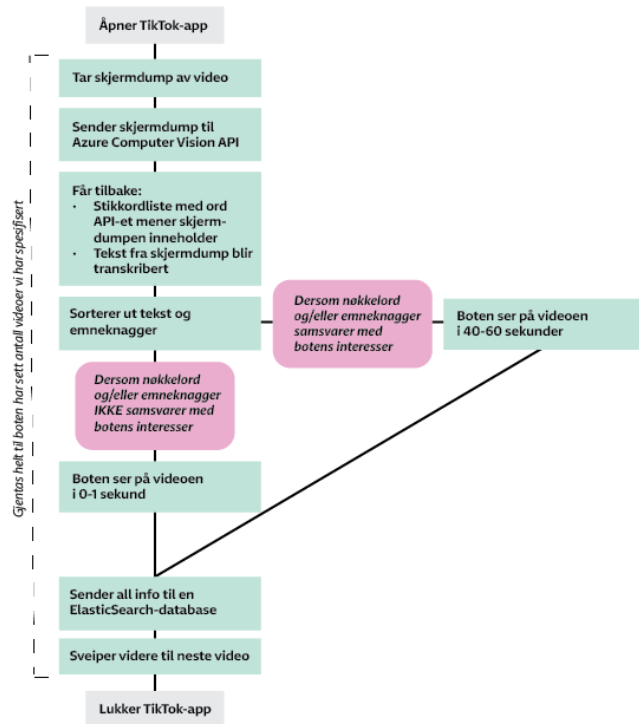 Åpner TikTok-app
Tar skjermdump av video
Sender skjermdump til
Azure Computer Vision API
Får tilbake:
• Stikkordliste med ord
API-et mener skjerm-
dumpen inneholder
• Tekst fra skjermdump blir
transkribert
Sorterer ut tekst og
emneknagger
Dersom nøkkelord
og/eller emneknagger
samsvarer med
botens interesser
Boten ser på videoen
i 40-60 sekunder
Dersom nøkkelord
og/eller emneknagger
IKKE samsvarer med
botens interesser
Boten ser på videoen
i 0-1 sekund
Sender all info til en
ElasticSearch-database
Sveiper videre til neste video
Lukker TikTok-app
Gjentas helt til boten har sett antall videoer vi har spesifisert